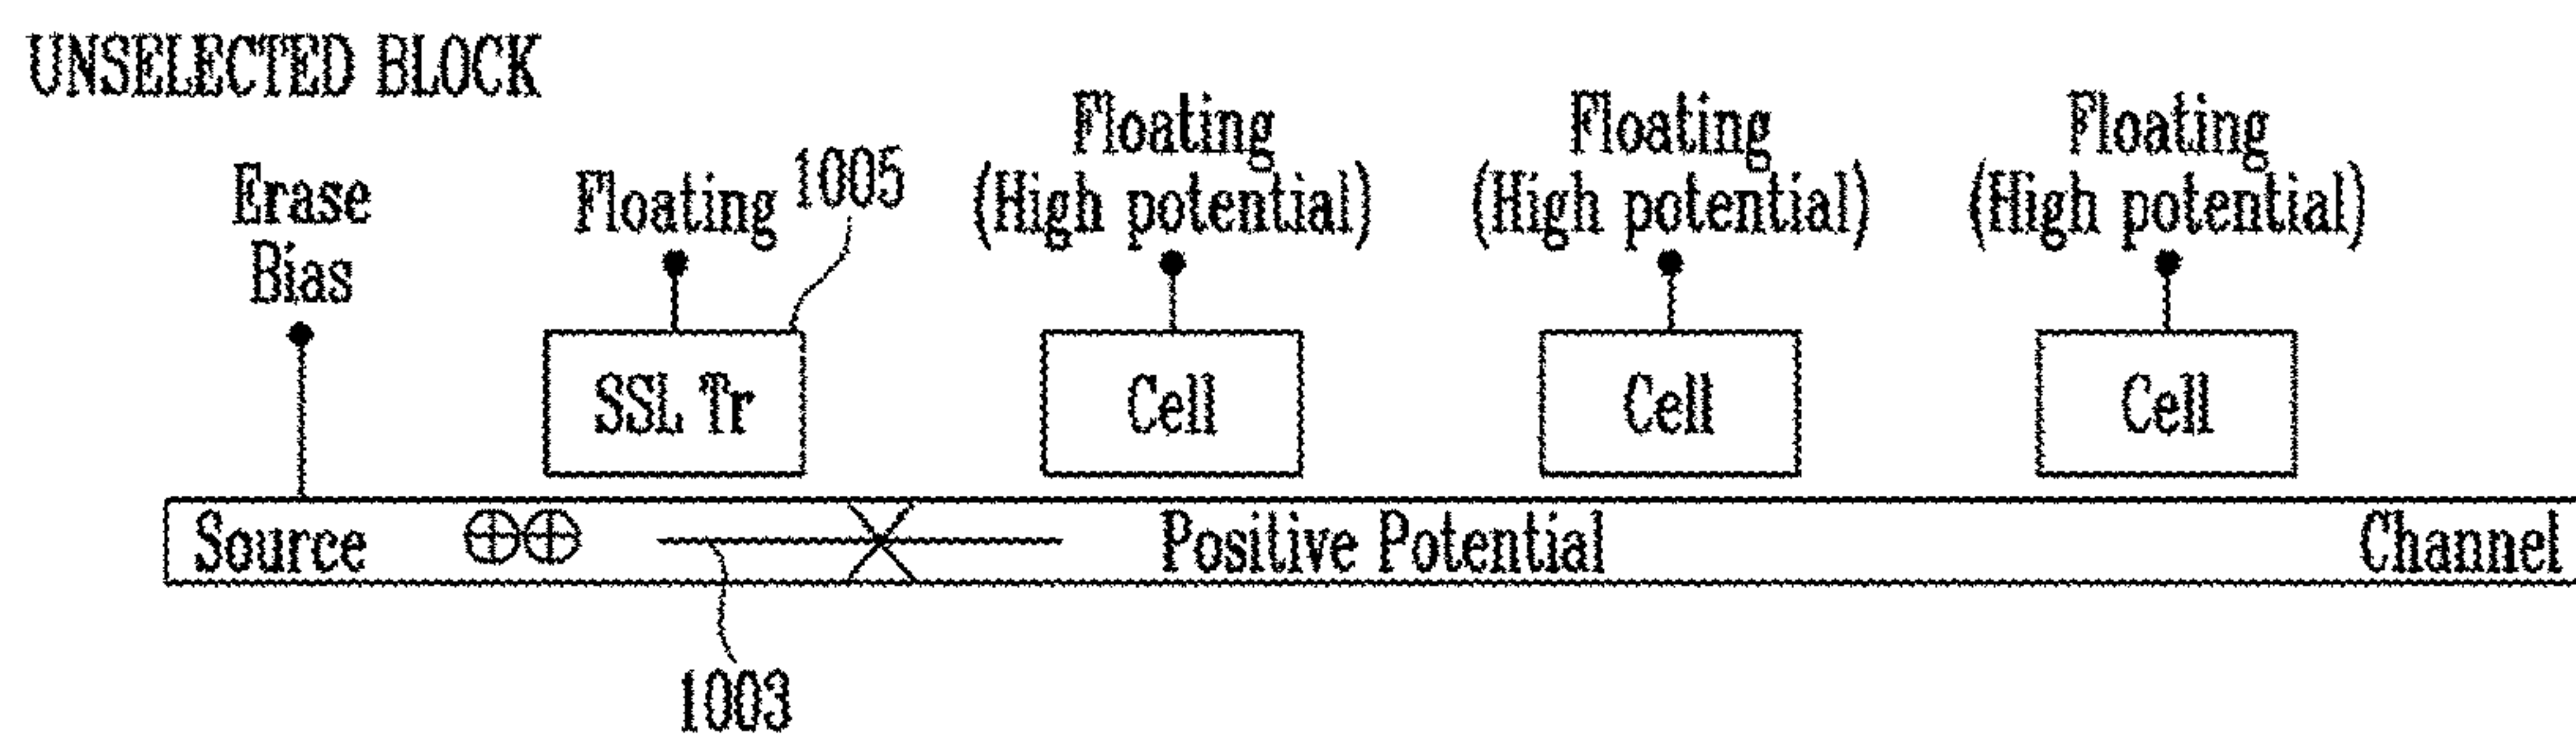 UNSELECTED BLOCK
Erase
Bias
Floating
1005
Floating
(High potential)
Floating
(High potential)
Floating
(High potential)
SSL Tr
Cell
Cell
Cell
Source
Positive Potential
Channel
1003